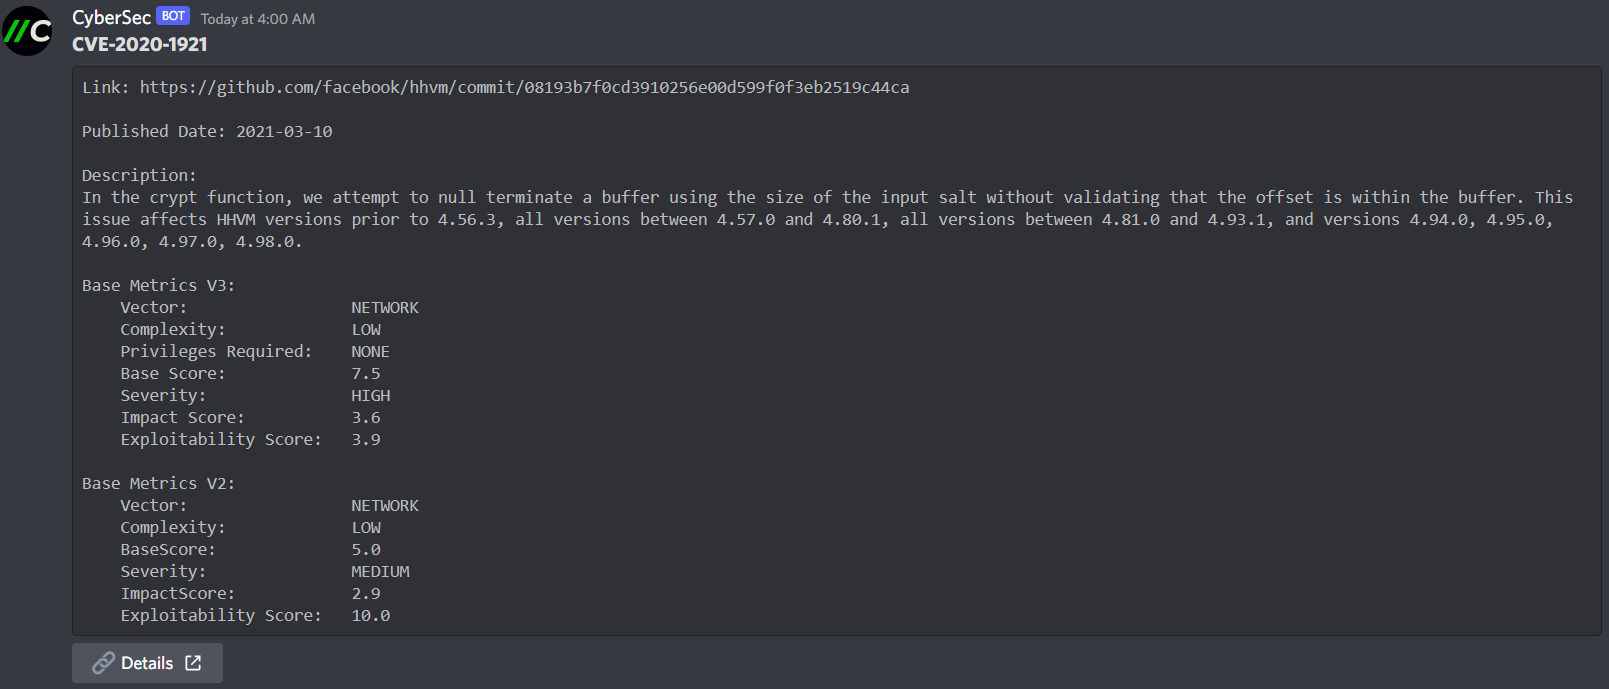 //C CyberSec BOT Today at 4:00 AM
CVE-2020-1921
Link: https://github.com/facebook/hhvm/commit/08193b7f0cd3910256e00d599f0f3eb2519c44ca
Published Date: 2021-03-10
Description:
In the crypt function, we attempt to null terminate a buffer using the size of the input salt without validating that the offset is within the buffer. This
issue affects HHVM versions prior to 4.56.3, all versions between 4.57.0 and 4.80.1, all versions between 4.81.0 and 4.93.1, and versions 4.94.0, 4.95.0,
4.96.0, 4.97.0, 4.98.0.
Base Metrics V3:
Vector: NETWORK
Complexity: LOW
Privileges Required: NONE
Base Score: 7.5
Severity: HIGH
Impact Score: 3.6
Exploitability Score: 3.9
Base Metrics V2:
Vector: NETWORK
Complexity: LOW
BaseScore: 5.0
Severity: MEDIUM
ImpactScore: 2.9
Exploitability Score: 10.0
Details